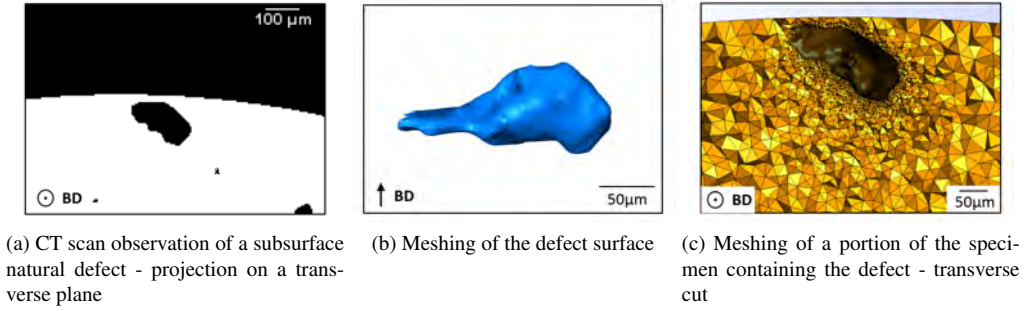 100 µm
BD
(a) CT scan observation of a subsurface
natural defect - projection on a trans-
verse plane
BD
50µm
(b) Meshing of the defect surface
BD
50µm
(c) Meshing of a portion of the speci-
men containing the defect - transverse
cut